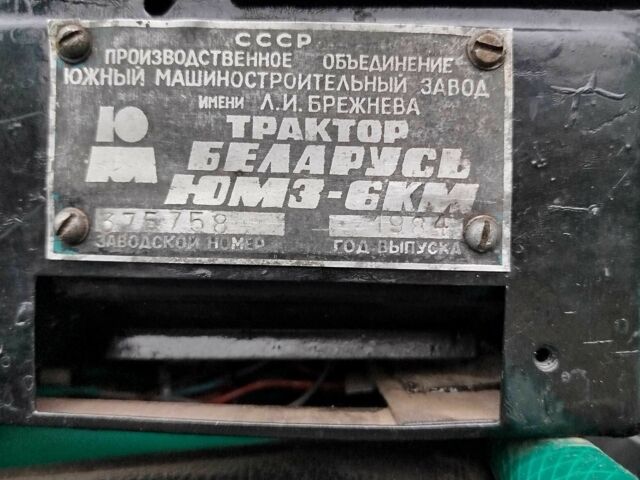 СССР
ПРОИЗВОДСТВЕННОЕ ОБЪЕДИНЕНИЕ
ЮЖНЫЙ МАШИНОСТРОИТЕЛЬНЫЙ ЗАВОД
ИМЕНИ Л.И.БРЕЖНЕВА
Ю
М
ТРАКТОР
БЕЛАРУСЬ
ЮМЗ-6КМ
375758 1984
ЗАВОДСКОЙ НОМЕР ГОД ВЫПУСКА